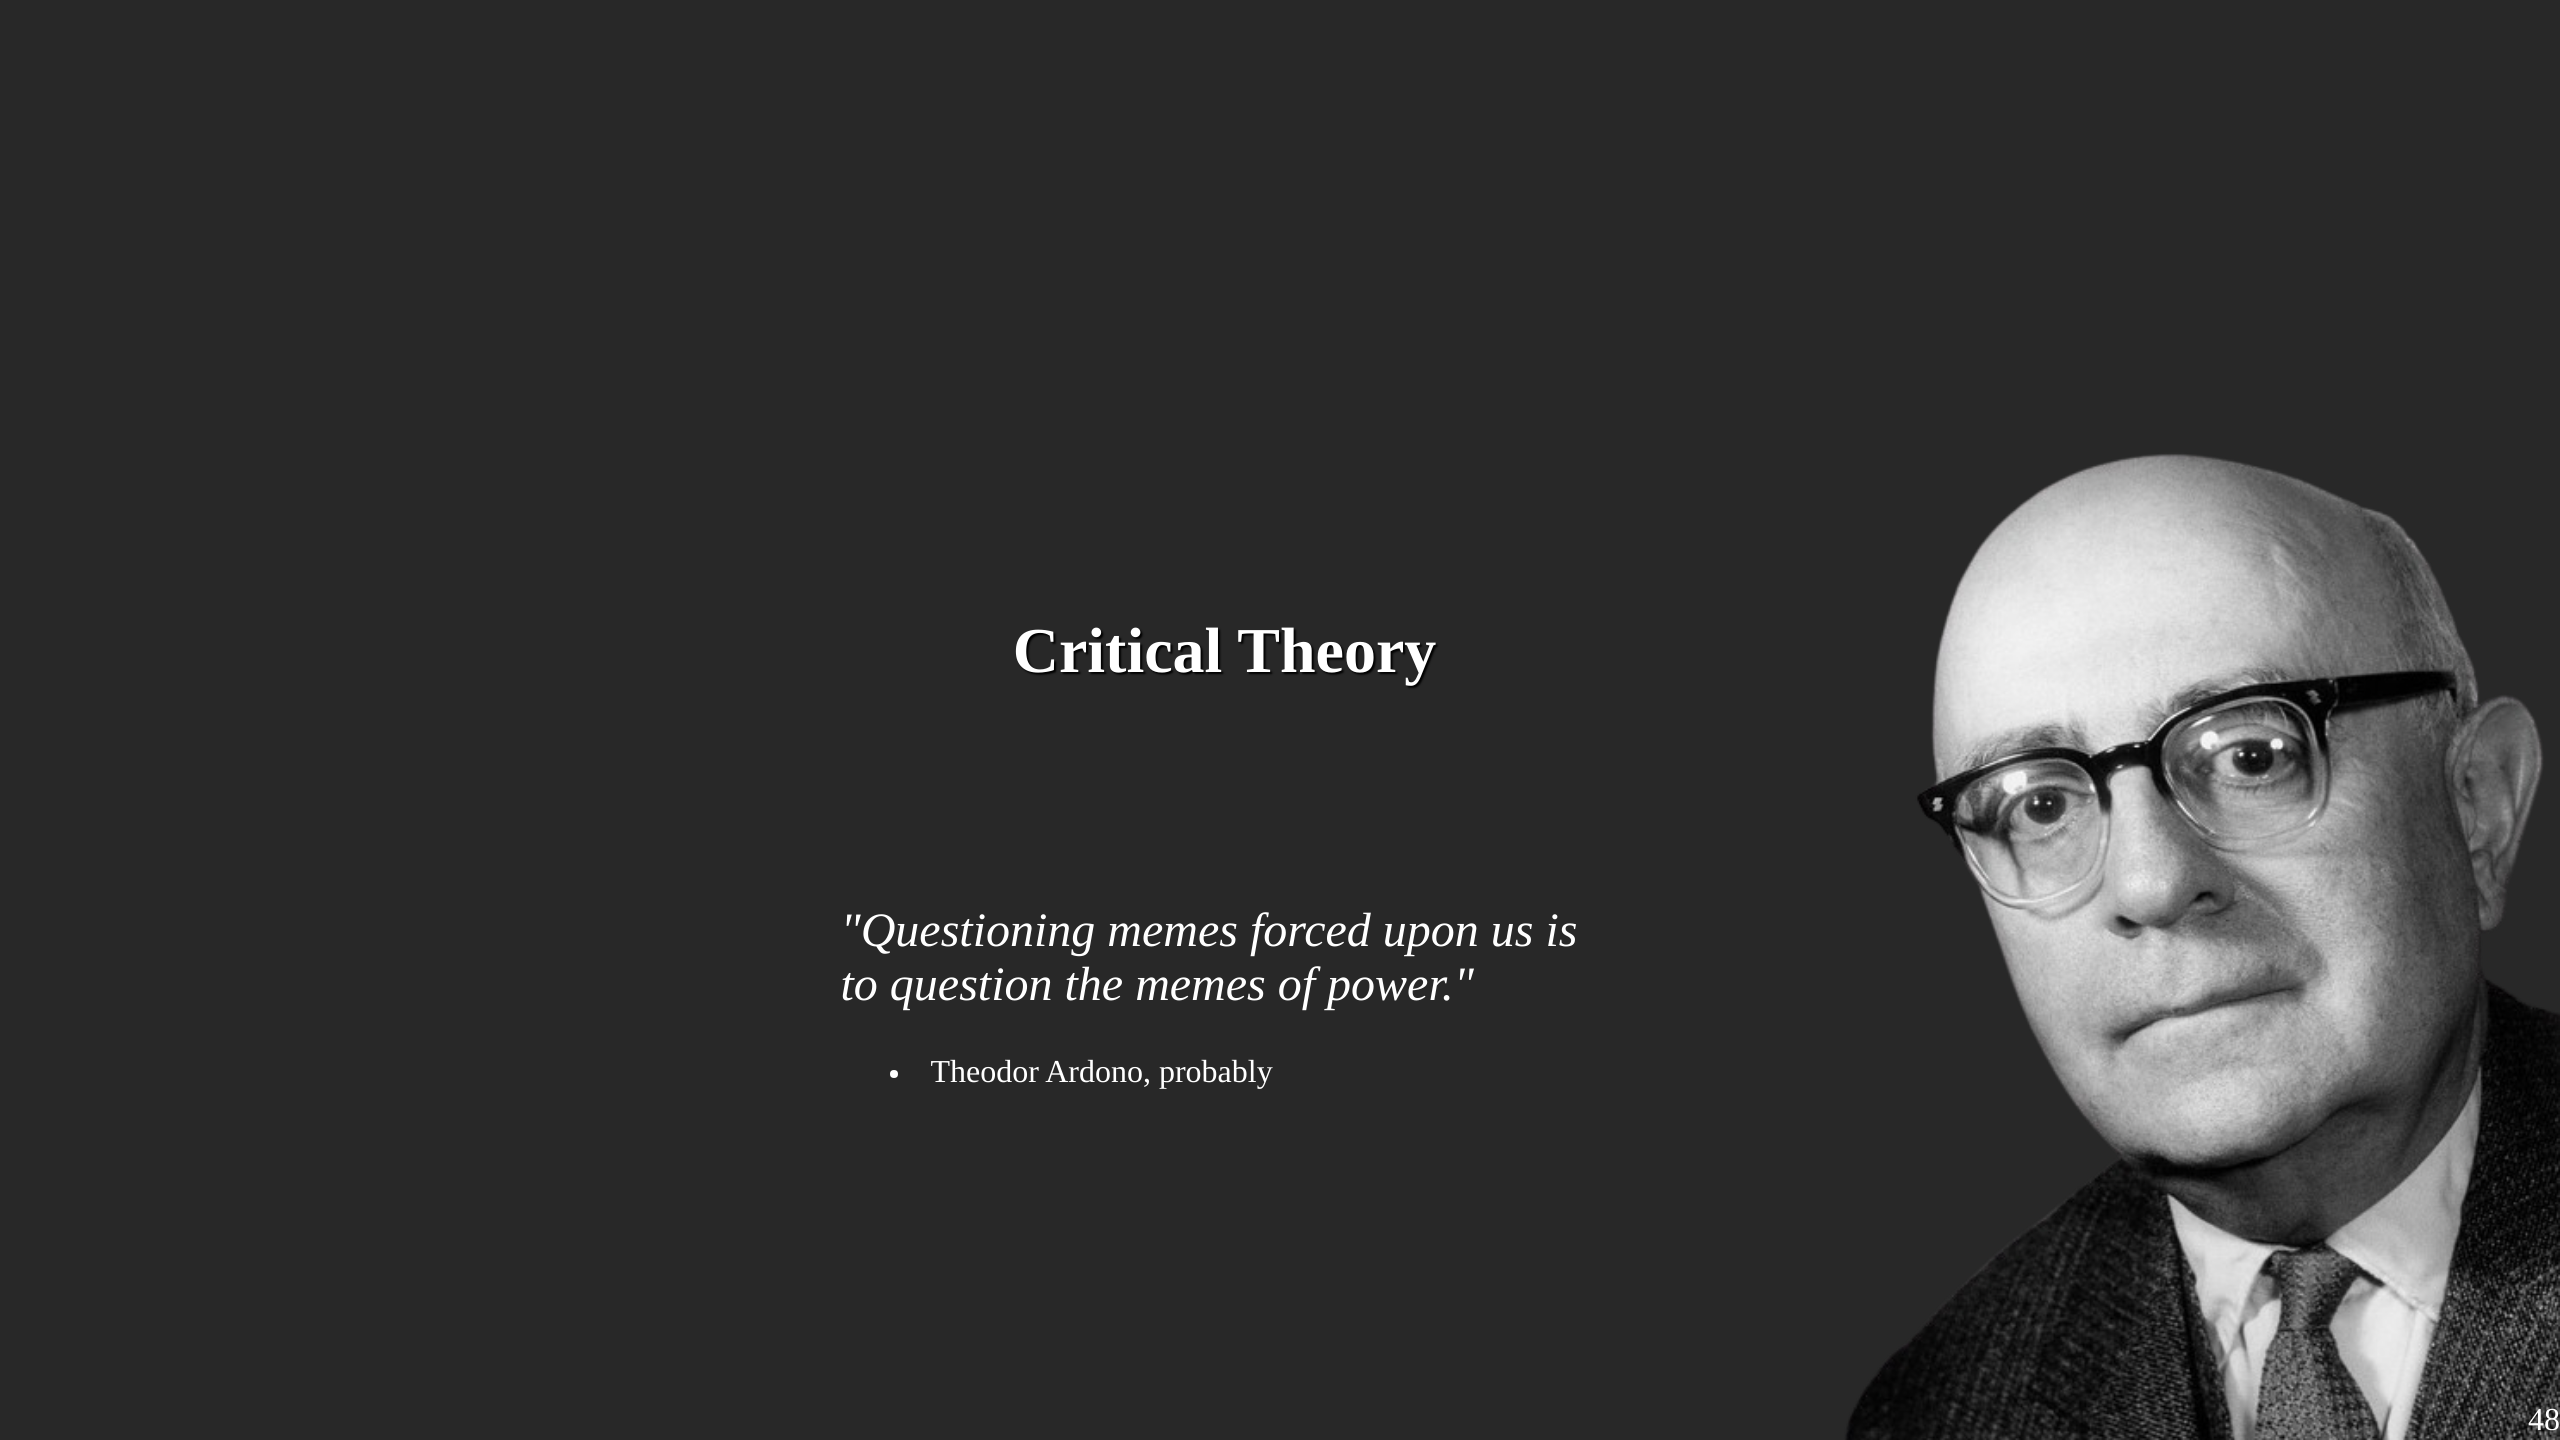 Critical Theory
"Questioning memes forced upon us is
to question the memes of power."
• Theodor Ardono, probably
48